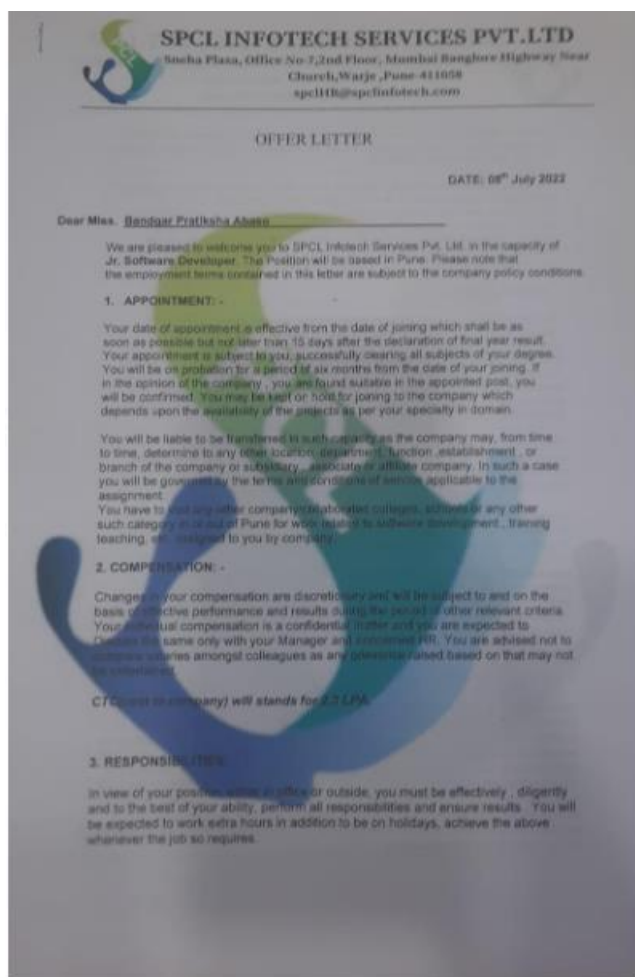 SPCL
SPCL INFOTECH SERVICES PVT.LTD
Sneha Plaza, Office No-7,2nd Floor, Mumbai Banglore Highway Near
Church,Warje ,Pune-411058
spclHR@spclinfotech.com
OFFER LETTER
DATE: 08th July 2022
Dear Miss. Bandgar Pratiksha Abaso
We are pleased to welcome you to SPCL Infotech Services Pvt. Ltd. in the capacity of
Jr. Software Developer. The Position will be based in Pune. Please note that
the employment terms contained in this letter are subject to the company policy conditions.
1. APPOINTMENT: -
Your date of appointment is effective from the date of joining which shall be as
soon as possible but not later than 15 days after the declaration of final year result.
Your appointment is subject to you, successfully clearing all subjects of your degree.
You will be on probation for a period of six months from the date of your joining. If
in the opinion of the company , you are found suitable in the appointed post, you
will be confirmed. You may be kept on hold for joining to the company which
depends upon the availability of the projects as per your specialty in domain.
You will be liable to be transferred in such capacity as the company may, from time
to time, determine to any other location, department, function ,establishment , or
branch of the company or subsidiary , associate or affiliate company. In such a case
you will be governed by the terms and conditions of service applicable to the
assignment.
You have to visit any other company, colleges, schools or any other
such category in or out of Pune for work related to software development , training
teaching, etc. assigned to you by company.
2. COMPENSATION: -
Changes in your compensation are discretionary and will be subject to and on the
basis of effective performance and results during the period & other relevant criteria.
Your individual compensation is a confidential matter and you are expected to
Discuss the same only with your Manager and concerned HR. You are advised not to
compare salaries amongst colleagues as any grievance raised based on that may not
be entertained.
CTC(cost to company) will stands for LPA.
3. RESPONSIBILITIES:
In view of your position, office or outside, you must be effectively , diligently
and to the best of your ability, perform all responsibilities and ensure results . You will
be expected to work extra hours in addition to be on holidays, achieve the above
whenever the job so requires.